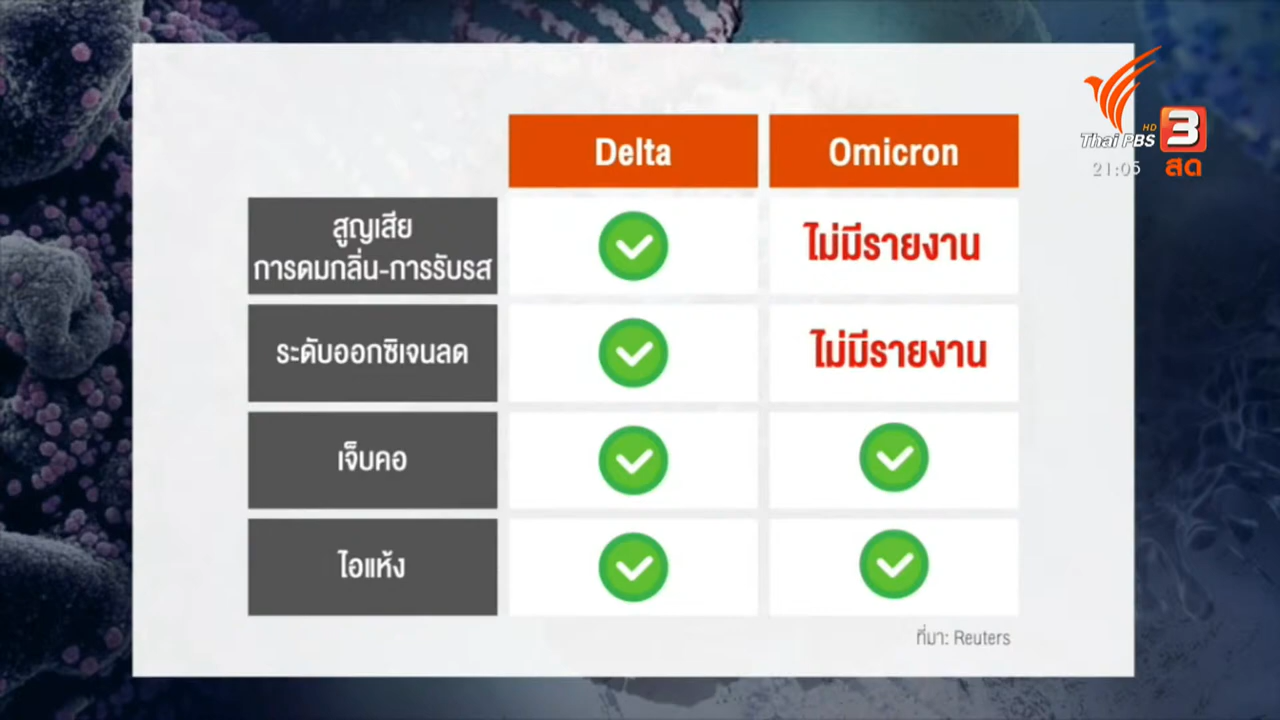 Delta
Omicron
สูญเสีย
การดมกลิ่น-การรับรส
ไม่มีรายงาน
ระดับออกซิเจนลด
ไม่มีรายงาน
เจ็บคอ
ไอแห้ง
ที่มา: Reuters
HD
Thai PBS
3
21:05
สด